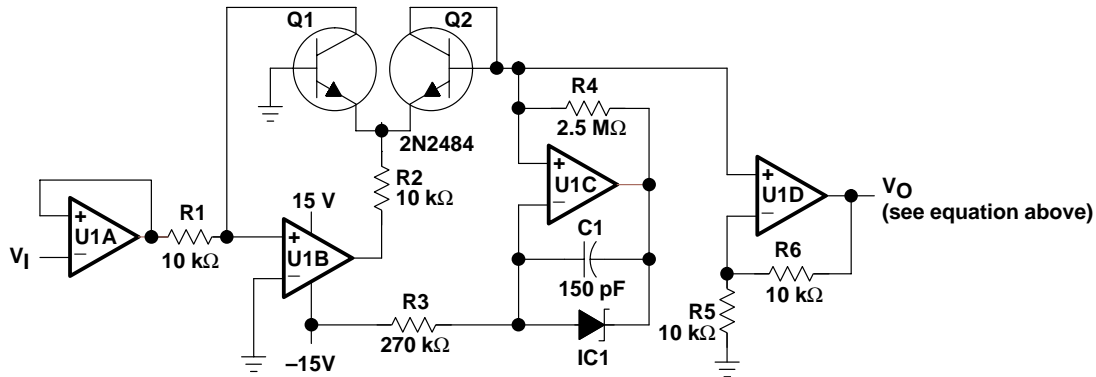 Q1
Q2
2N2484
R4
2.5 MΩ
+
−
U1C
R2
10 kΩ
15 V
+
−
U1A
VI
R1
10 kΩ
+
−
U1B
C1
150 pF
R3
270 kΩ
–15V
IC1
+
−
U1D
VO
(see equation above)
R6
10 kΩ
R5
10 kΩ